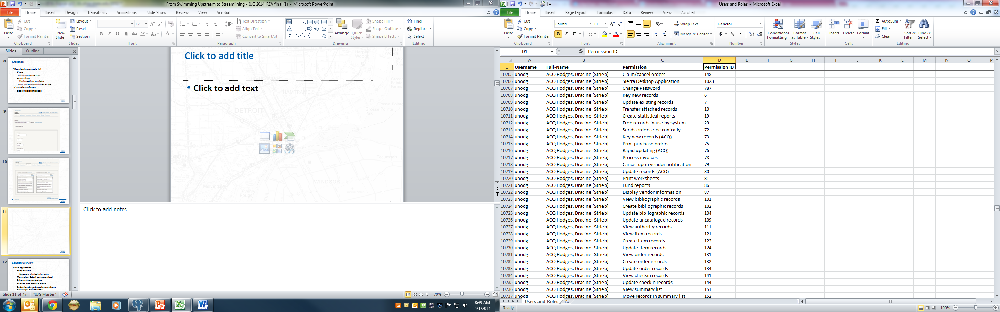 From Swimming Upstream to Streamlining - IUG 2014_REV final (1) - Microsoft PowerPoint
File Home Insert Design Transitions Animations Slide Show Review View Acrobat
Paste Cut Copy Format Painter Clipboard
New Slide Layout Reset Section Slides
12 Font
Text Direction Align Text Convert to SmartArt Paragraph
Arrange Quick Styles Shape Fill Shape Outline Shape Effects Drawing
Find Replace Select Editing
Slides Outline
8
Challenges
Downloading a usable list
Users
Maintain system security
Permissions
Monitor restricted permissions
Function restrictions during Fiscal Close
Comparison of users
Side-by-side comparison
9
10
11
12
Solution Overview
Web application
Ruby on Rails
Can use any other technology stack
Manipulate Data at application level
Enhance user experience
Reports with click of a button
Bridge functionality gap between Sierra
admin app and user needs
Click to add title
• Click to add text
HIGHLAND
HAMTRAMCK
DETROIT
WINDSOR
Tecumseh
Click to add notes
Slide 11 of 47 "IUG Master" 70%
8:39 AM
5/1/2014
Users and Roles - Microsoft Excel
File Home Insert Page Layout Formulas Data Review View Acrobat
Paste Cut Copy Format Painter Clipboard
Calibri 11 Font
Wrap Text Merge & Center Alignment
General Number
Conditional Formatting Format as Table Cell Styles Styles
Insert Delete Format Cells
AutoSum Fill Clear Sort & Filter Find & Select Editing
D1 fx Permission ID
A B C D E F G H I J K L M N O P
1 Username Full-Name Permission Permission ID
10705 uhodg ACQ Hodges, Dracine [Strieb] Claim/cancel orders 148
10706 uhodg ACQ Hodges, Dracine [Strieb] Sierra Desktop Application 1023
10707 uhodg ACQ Hodges, Dracine [Strieb] Change Password 787
10708 uhodg ACQ Hodges, Dracine [Strieb] Key new records 6
10709 uhodg ACQ Hodges, Dracine [Strieb] Update existing records 7
10710 uhodg ACQ Hodges, Dracine [Strieb] Transfer attached records 10
10711 uhodg ACQ Hodges, Dracine [Strieb] Create statistical reports 19
10712 uhodg ACQ Hodges, Dracine [Strieb] Free records in use by system 29
10713 uhodg ACQ Hodges, Dracine [Strieb] Sends orders electronically 72
10714 uhodg ACQ Hodges, Dracine [Strieb] Key new records (ACQ) 73
10715 uhodg ACQ Hodges, Dracine [Strieb] Print purchase orders 75
10716 uhodg ACQ Hodges, Dracine [Strieb] Rapid updating (ACQ) 76
10717 uhodg ACQ Hodges, Dracine [Strieb] Process invoices 78
10718 uhodg ACQ Hodges, Dracine [Strieb] Cancel upon vendor notification 79
10719 uhodg ACQ Hodges, Dracine [Strieb] Update records (ACQ) 80
10720 uhodg ACQ Hodges, Dracine [Strieb] Print worksheets 81
10721 uhodg ACQ Hodges, Dracine [Strieb] Fund reports 86
10722 uhodg ACQ Hodges, Dracine [Strieb] Display vendor information 87
10723 uhodg ACQ Hodges, Dracine [Strieb] View bibliographic records 101
10724 uhodg ACQ Hodges, Dracine [Strieb] Create bibliographic records 102
10725 uhodg ACQ Hodges, Dracine [Strieb] Update bibliographic records 104
10726 uhodg ACQ Hodges, Dracine [Strieb] Update uncataloged records 109
10727 uhodg ACQ Hodges, Dracine [Strieb] View authority records 111
10728 uhodg ACQ Hodges, Dracine [Strieb] View item records 121
10729 uhodg ACQ Hodges, Dracine [Strieb] Create item records 122
10730 uhodg ACQ Hodges, Dracine [Strieb] Update item records 124
10731 uhodg ACQ Hodges, Dracine [Strieb] View order records 131
10732 uhodg ACQ Hodges, Dracine [Strieb] Create order records 132
10733 uhodg ACQ Hodges, Dracine [Strieb] Update order records 134
10734 uhodg ACQ Hodges, Dracine [Strieb] View checkin records 141
10735 uhodg ACQ Hodges, Dracine [Strieb] Update checkin records 144
10736 uhodg ACQ Hodges, Dracine [Strieb] View summary list 151
10737 uhodg ACQ Hodges, Dracine [Strieb] Move records in summary list 152
Users and Roles
Ready 100%